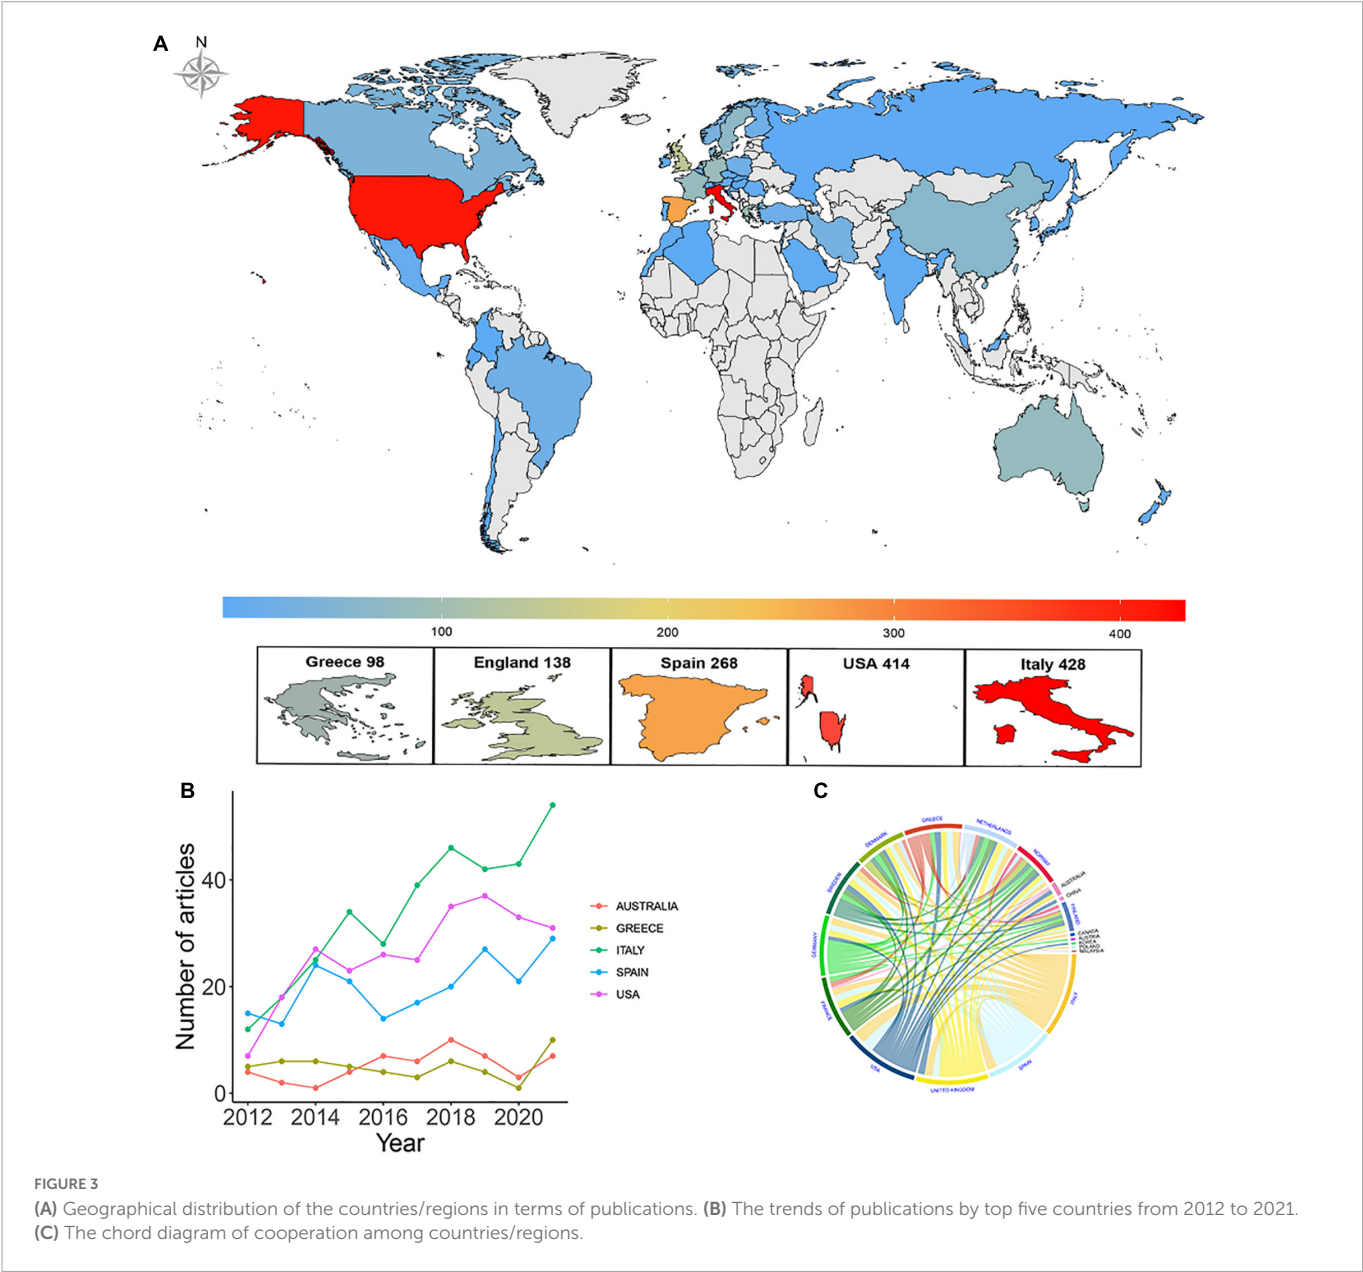 A
N
100
200
300
400
Greece 98
England 138
Spain 268
USA 414
Italy 428
B
Number of articles
40
20
0
2012
2014
2016
2018
2020
Year
AUSTRALIA
GREECE
ITALY
SPAIN
USA
C
GREECE
NETHERLANDS
NORWAY
AUSTRALIA
CHINA
FINLAND
CANADA
AUSTRIA
KOREA
POLAND
MALAYSIA
ITALY
SPAIN
UNITED KINGDOM
USA
FRANCE
GERMANY
SWEDEN
DENMARK
FIGURE 3
(A) Geographical distribution of the countries/regions in terms of publications. (B) The trends of publications by top five countries from 2012 to 2021.
(C) The chord diagram of cooperation among countries/regions.